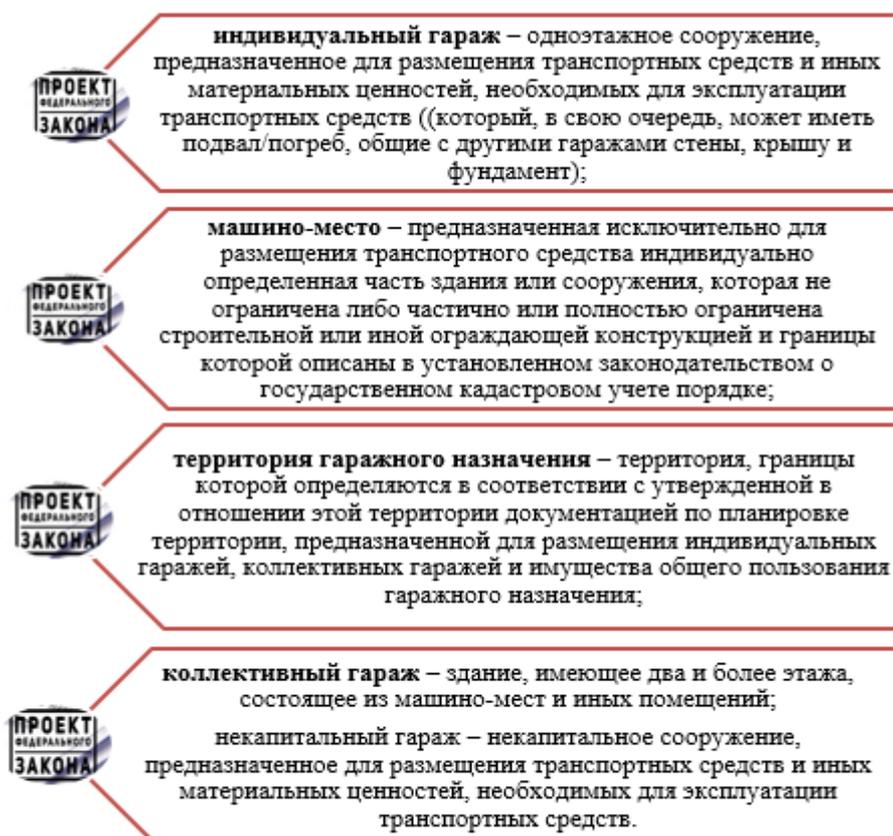 индивидуальный гараж – одноэтажное сооружение,
предназначенное для размещения транспортных средств и иных
материальных ценностей, необходимых для эксплуатации
транспортных средств ((который, в свою очередь, может иметь
подвал/погреб, общие с другими гаражами стены, крышу и
фундамент);
ПРОЕКТ
ФЕДЕРАЛЬНОГО
ЗАКОНА
машино-место – предназначенная исключительно для
размещения транспортного средства индивидуально
определенная часть здания или сооружения, которая не
ограничена либо частично или полностью ограничена
строительной или иной ограждающей конструкцией и границы
которой описаны в установленном законодательством о
государственном кадастровом учете порядке;
ПРОЕКТ
ФЕДЕРАЛЬНОГО
ЗАКОНА
территория гаражного назначения – территория, границы
которой определяются в соответствии с утвержденной в
отношении этой территории документацией по планировке
территории, предназначенной для размещения индивидуальных
гаражей, коллективных гаражей и имущества общего пользования
гаражного назначения;
ПРОЕКТ
ФЕДЕРАЛЬНОГО
ЗАКОНА
коллективный гараж – здание, имеющее два и более этажа,
состоящее из машино-мест и иных помещений;
некапитальный гараж – некапитальное сооружение,
предназначенное для размещения транспортных средств и иных
материальных ценностей, необходимых для эксплуатации
транспортных средств.
ПРОЕКТ
ФЕДЕРАЛЬНОГО
ЗАКОНА